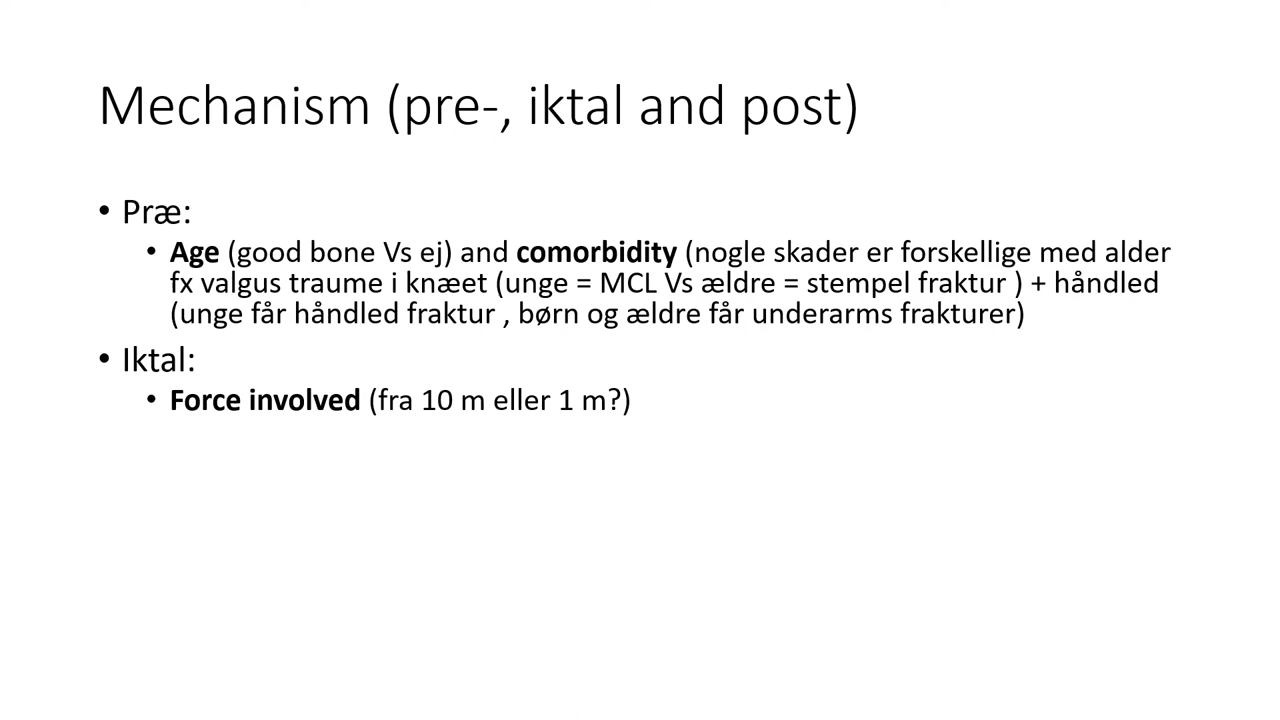 Mechanism (pre-, iktal and post)
• Præ:
• Age (good bone Vs ej) and comorbidity (nogle skader er forskellige med alder
fx valgus traume i knæet (unge = MCL Vs ældre = stempel fraktur ) + håndled
(unge får håndled fraktur , børn og ældre får underarms frakturer)
• Iktal:
• Force involved (fra 10 m eller 1 m?)